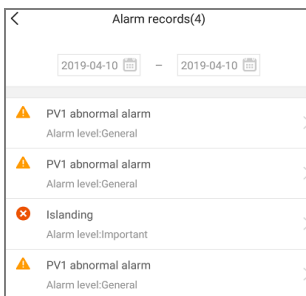 Alarm records(4)
2019-04-10 – 2019-04-10
PV1 abnormal alarm
Alarm level:General
PV1 abnormal alarm
Alarm level:General
Islanding
Alarm level:Important
PV1 abnormal alarm
Alarm level:General